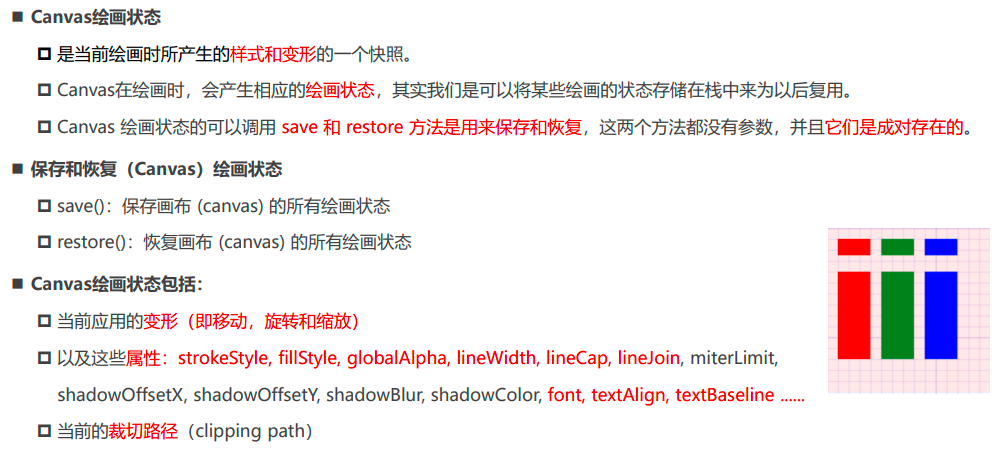 Canvas绘画状态
是当前绘画时所产生的样式和变形的一个快照。
Canvas在绘画时，会产生相应的绘画状态，其实我们是可以将某些绘画的状态存储在栈中来为以后复用。
Canvas 绘画状态的可以调用 save 和 restore 方法是用来保存和恢复，这两个方法都没有参数，并且它们是成对存在的。
保存和恢复（Canvas）绘画状态
save()：保存画布 (canvas) 的所有绘画状态
restore()：恢复画布 (canvas) 的所有绘画状态
Canvas绘画状态包括：
当前应用的变形（即移动，旋转和缩放）
以及这些属性：strokeStyle, fillStyle, globalAlpha, lineWidth, lineCap, lineJoin, miterLimit,
shadowOffsetX, shadowOffsetY, shadowBlur, shadowColor, font, textAlign, textBaseline ......
当前的裁切路径（clipping path）